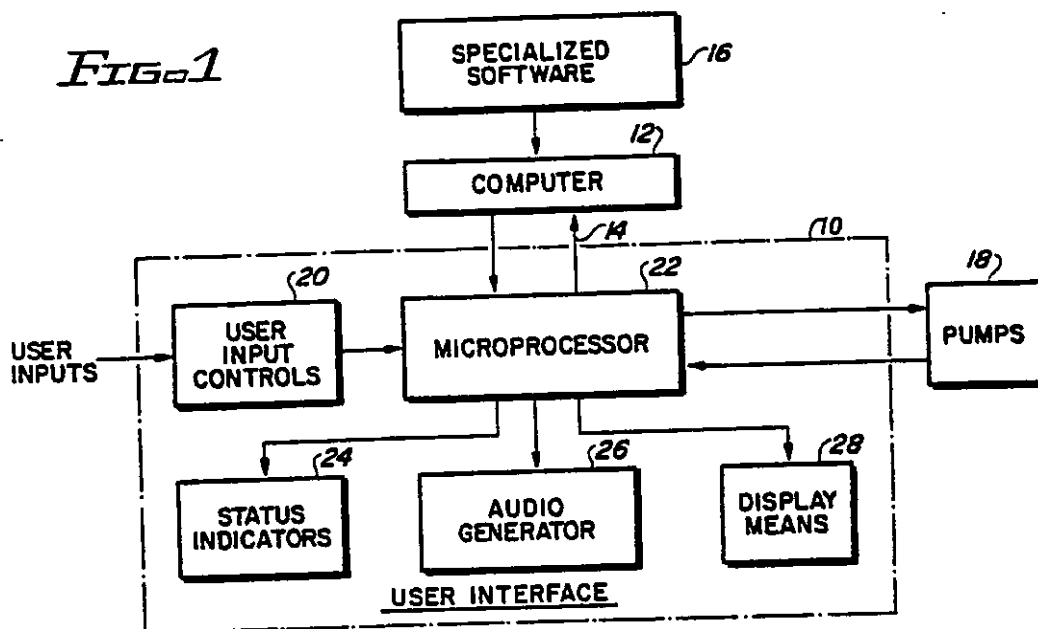 FIG. 1
SPECIALIZED
SOFTWARE
16
12
COMPUTER
14
10
20
22
18
USER
INPUTS
USER
INPUT
CONTROLS
MICROPROCESSOR
PUMPS
24
26
28
STATUS
INDICATORS
AUDIO
GENERATOR
DISPLAY
MEANS
USER INTERFACE